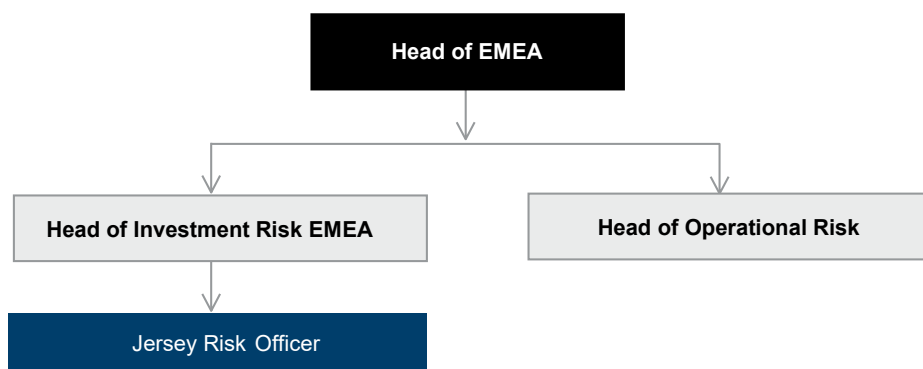 Head of EMEA
Head of Investment Risk EMEA
Head of Operational Risk
Jersey Risk Officer